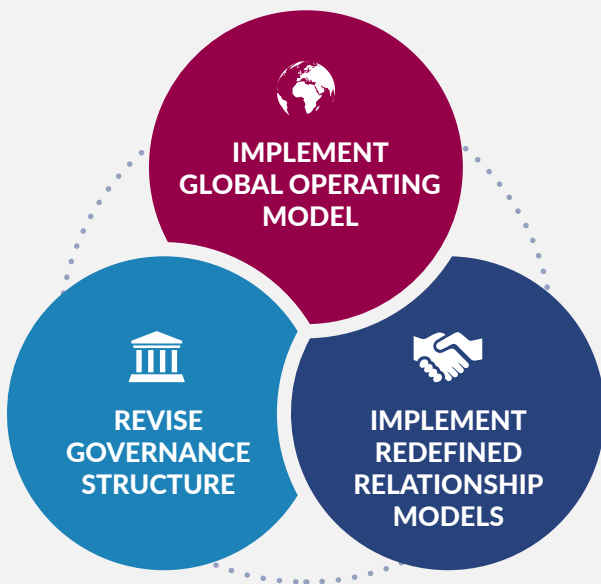 IMPLEMENT
GLOBAL OPERATING
MODEL
REVISE
GOVERNANCE
STRUCTURE
IMPLEMENT
REDEFINED
RELATIONSHIP
MODELS